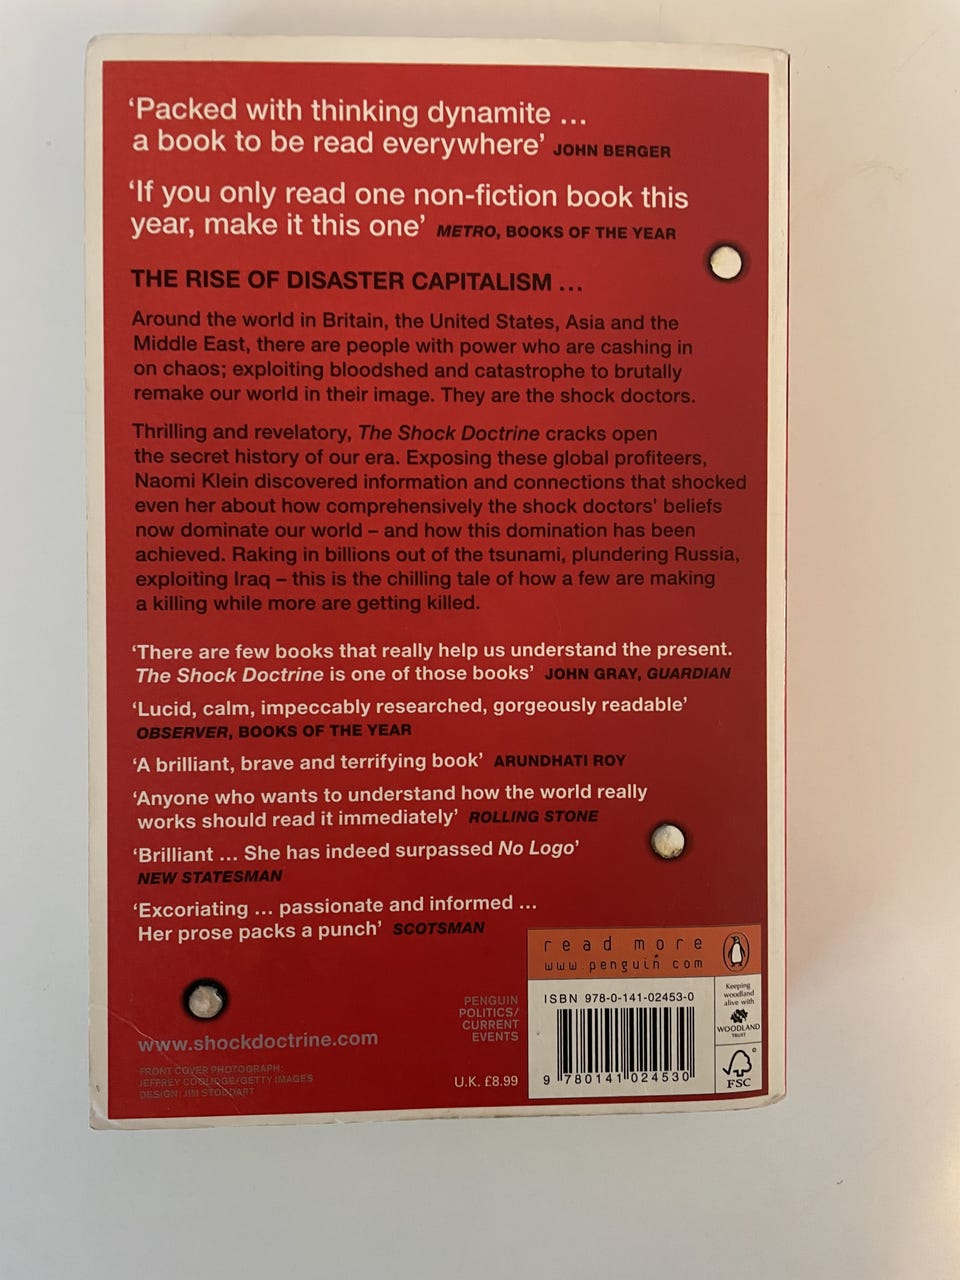 ‘Packed with thinking dynamite ...
a book to be read everywhere’ JOHN BERGER
‘If you only read one non-fiction book this
year, make it this one’ METRO, BOOKS OF THE YEAR
THE RISE OF DISASTER CAPITALISM ...
Around the world in Britain, the United States, Asia and the
Middle East, there are people with power who are cashing in
on chaos; exploiting bloodshed and catastrophe to brutally
remake our world in their image. They are the shock doctors.
Thrilling and revelatory, The Shock Doctrine cracks open
the secret history of our era. Exposing these global profiteers,
Naomi Klein discovered information and connections that shocked
even her about how comprehensively the shock doctors’ beliefs
now dominate our world – and how this domination has been
achieved. Raking in billions out of the tsunami, plundering Russia,
exploiting Iraq – this is the chilling tale of how a few are making
a killing while more are getting killed.
‘There are few books that really help us understand the present.
The Shock Doctrine is one of those books’ JOHN GRAY, GUARDIAN
‘Lucid, calm, impeccably researched, gorgeously readable’
OBSERVER, BOOKS OF THE YEAR
‘A brilliant, brave and terrifying book’ ARUNDHATI ROY
‘Anyone who wants to understand how the world really
works should read it immediately’ ROLLING STONE
‘Brilliant ... She has indeed surpassed No Logo’
NEW STATESMAN
‘Excoriating ... passionate and informed ...
Her prose packs a punch’ SCOTSMAN
www.shockdoctrine.com
FRONT COVER PHOTOGRAPH:
JEFFREY COOLIDGE/GETTY IMAGES
DESIGN: JIM STODDART
PENGUIN
POLITICS/
CURRENT
EVENTS
U.K. £8.99
read more
www.penguin.com
ISBN 978-0-141-02453-0
9 780141 024530
Keeping
woodland
alive with
WOODLAND
TRUST
FSC